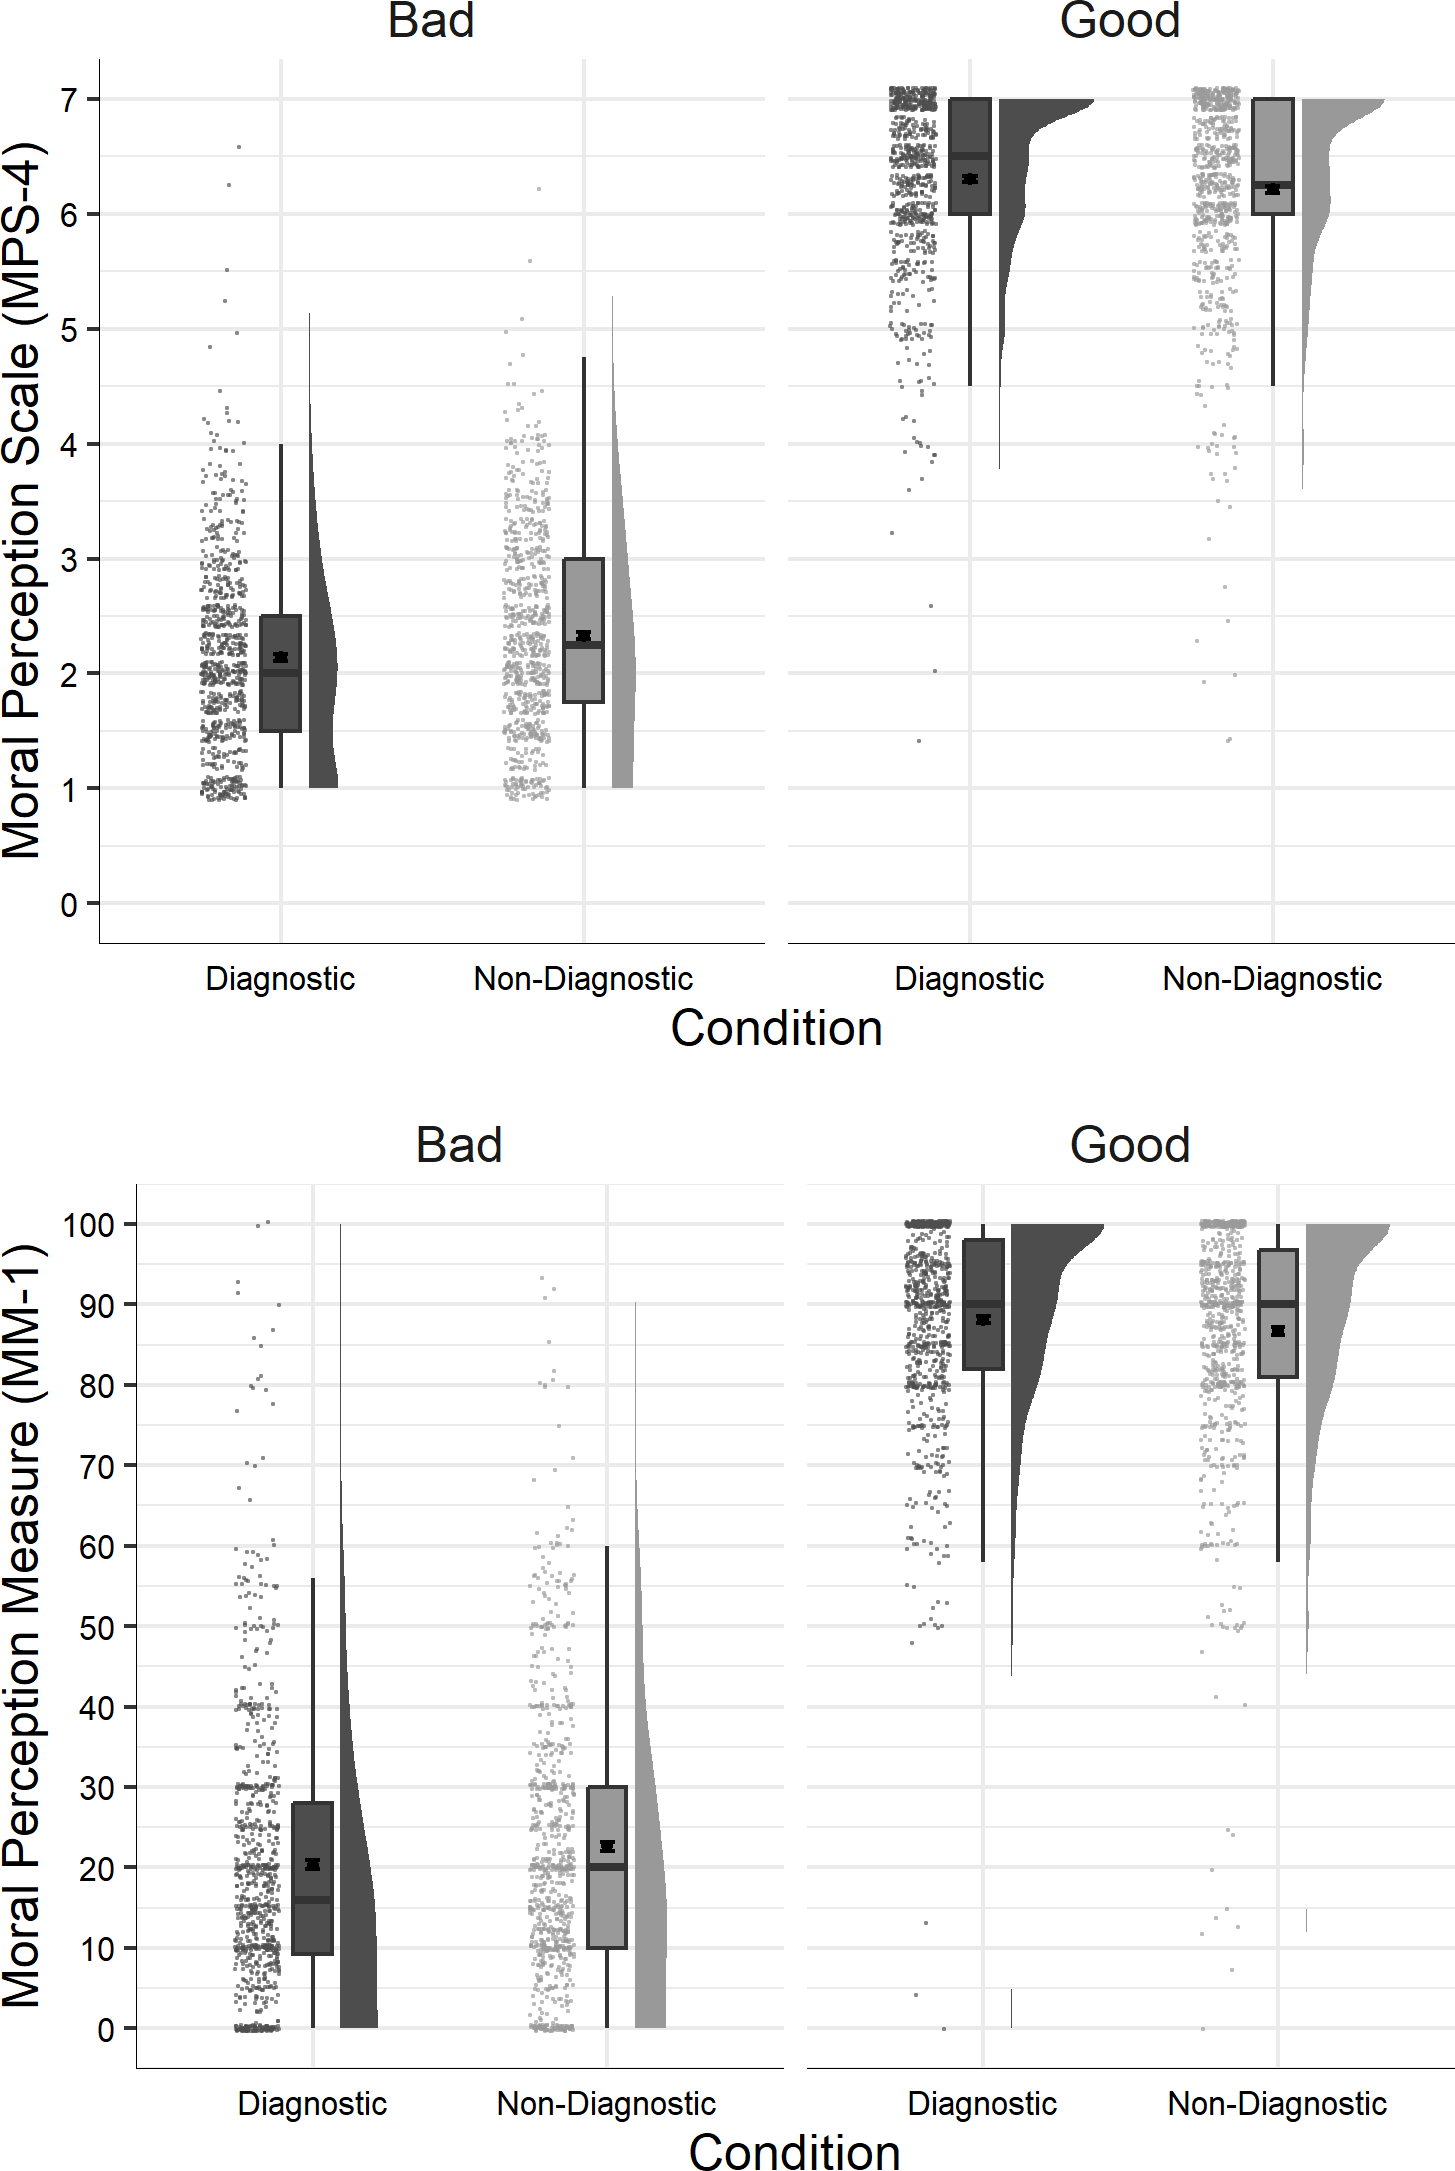 Bad Good
Moral Perception Scale (MPS-4)
7
6
5
4
3
2
1
0
Diagnostic Non-Diagnostic Diagnostic Non-Diagnostic
Condition
Bad Good
Moral Perception Measure (MM-1)
100
90
80
70
60
50
40
30
20
10
0
Diagnostic Non-Diagnostic Diagnostic Non-Diagnostic
Condition